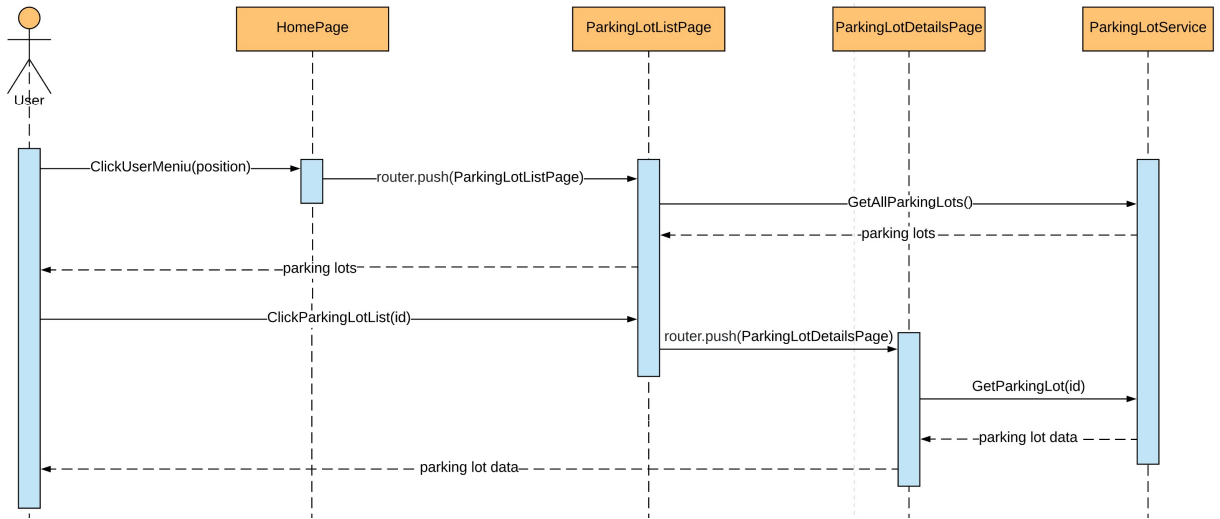 HomePage
ParkingLotListPage
ParkingLotDetailsPage
ParkingLotService
User
ClickUserMeniu(position)
router.push(ParkingLotListPage)
GetAllParkingLots()
parking lots
parking lots
ClickParkingLotList(id)
router.push(ParkingLotDetailsPage)
GetParkingLot(id)
parking lot data
parking lot data